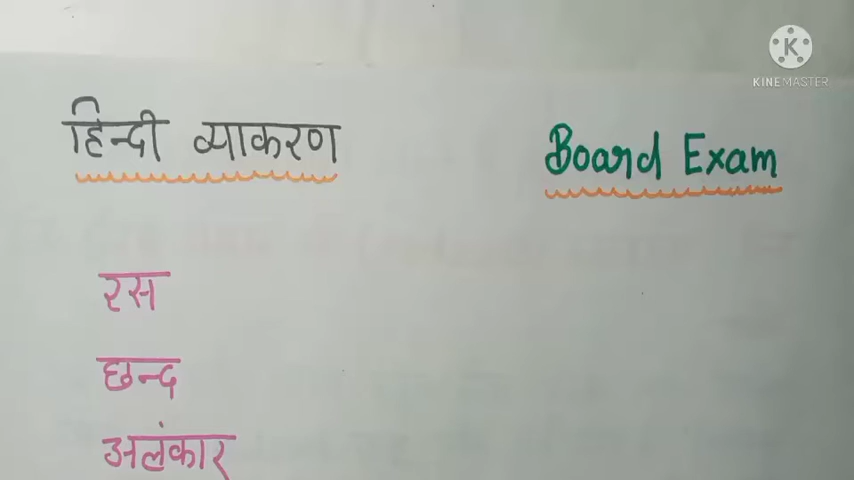 KINEMASTER
हिन्दी व्याकरण
Board Exam
रस
छन्द
अलंकार